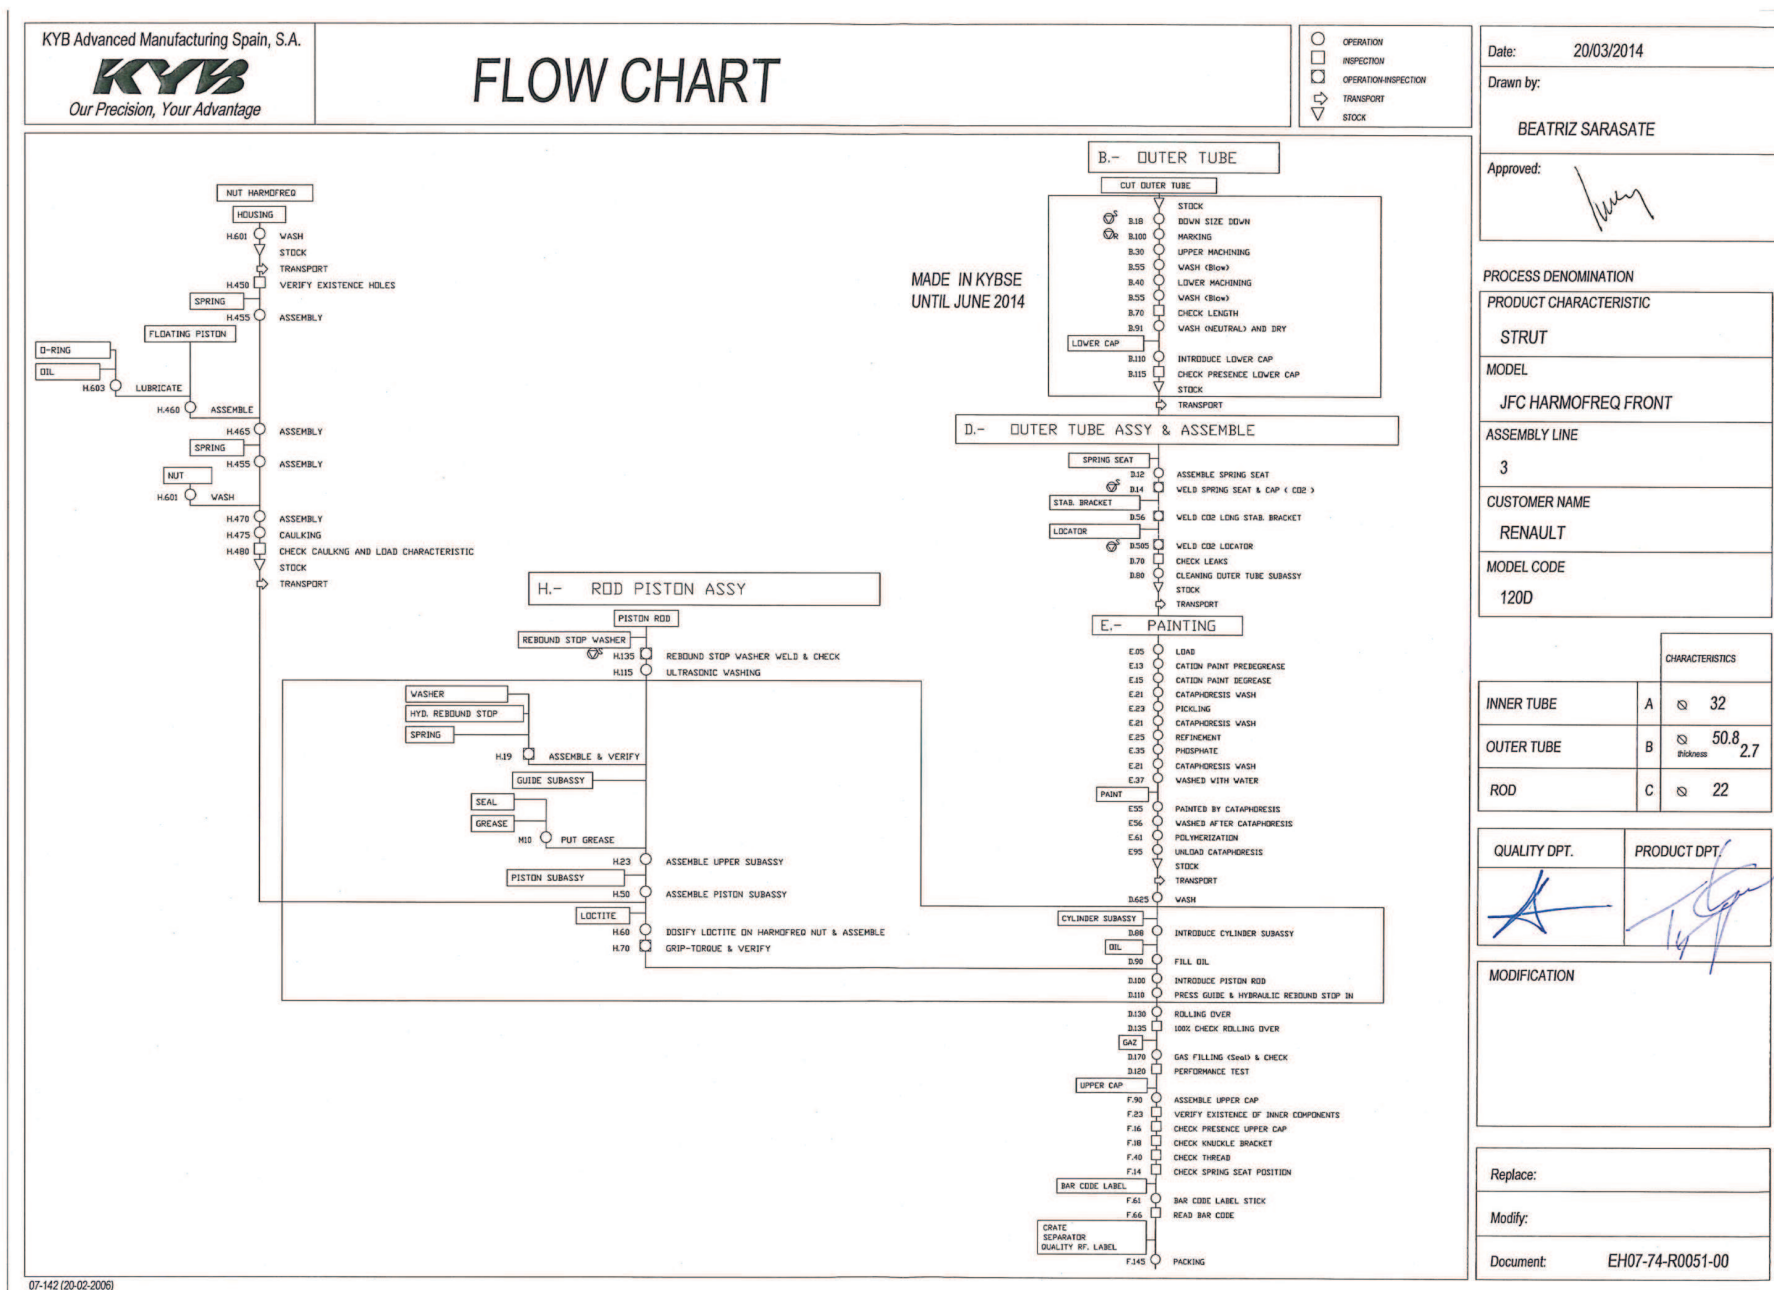 KYB Advanced Manufacturing Spain, S.A.
KYB
Our Precision, Your Advantage
FLOW CHART
OPERATION
INSPECTION
OPERATION-INSPECTION
TRANSPORT
STOCK
Date: 20/03/2014
Drawn by:
BEATRIZ SARASATE
Approved:
PROCESS DENOMINATION
PRODUCT CHARACTERISTIC
STRUT
MODEL
JFC HARMOFREQ FRONT
ASSEMBLY LINE
3
CUSTOMER NAME
RENAULT
MODEL CODE
120D
CHARACTERISTICS
INNER TUBE A ⌀ 32
OUTER TUBE B ⌀ 50.8
thickness 2.7
ROD C ⌀ 22
QUALITY DPT. PRODUCT DPT.
MODIFICATION
Replace:
Modify:
Document: EH07-74-R0051-00
NUT HARMOFREQ
HOUSING
H.601 WASH
STOCK
TRANSPORT
H.450 VERIFY EXISTENCE HOLES
SPRING
H.455 ASSEMBLY
FLOATING PISTON
O-RING
OIL
H.603 LUBRICATE
H.460 ASSEMBLE
H.465 ASSEMBLY
SPRING
H.455 ASSEMBLY
NUT
H.601 WASH
H.470 ASSEMBLY
H.475 CAULKING
H.480 CHECK CAULKNG AND LOAD CHARACTERISTIC
STOCK
TRANSPORT
H.- ROD PISTON ASSY
PISTON ROD
REBOUND STOP WASHER
S H.135 REBOUND STOP WASHER WELD & CHECK
H.115 ULTRASONIC WASHING
WASHER
HYD. REBOUND STOP
SPRING
H.19 ASSEMBLE & VERIFY
GUIDE SUBASSY
SEAL
GREASE
M10 PUT GREASE
H.23 ASSEMBLE UPPER SUBASSY
PISTON SUBASSY
H.50 ASSEMBLE PISTON SUBASSY
LOCTITE
H.60 DOSIFY LOCTITE ON HARMOFREQ NUT & ASSEMBLE
H.70 GRIP-TORQUE & VERIFY
MADE IN KYBSE
UNTIL JUNE 2014
B.- OUTER TUBE
CUT OUTER TUBE
STOCK
S B.18 DOWN SIZE DOWN
R B.100 MARKING
B.30 UPPER MACHINING
B.55 WASH (Blow)
B.40 LOWER MACHINING
B.55 WASH (Blow)
B.70 CHECK LENGTH
B.91 WASH (NEUTRAL) AND DRY
LOWER CAP
B.110 INTRODUCE LOWER CAP
B.115 CHECK PRESENCE LOWER CAP
STOCK
TRANSPORT
D.- OUTER TUBE ASSY & ASSEMBLE
SPRING SEAT
D.12 ASSEMBLE SPRING SEAT
S D.14 WELD SPRING SEAT & CAP ( CO2 )
STAB. BRACKET
D.56 WELD CO2 LONG STAB. BRACKET
LOCATOR
S D.505 WELD CO2 LOCATOR
D.70 CHECK LEAKS
D.80 CLEANING OUTER TUBE SUBASSY
STOCK
TRANSPORT
E.- PAINTING
E.05 LOAD
E.13 CATION PAINT PREDEGREASE
E.15 CATION PAINT DEGREASE
E.21 CATAPHORESIS WASH
E.23 PICKLING
E.21 CATAPHORESIS WASH
E.25 REFINEMENT
E.35 PHOSPHATE
E.21 CATAPHORESIS WASH
E.37 WASHED WITH WATER
PAINT
E55 PAINTED BY CATAPHORESIS
E56 WASHED AFTER CATAPHORESIS
E.61 POLYMERIZATION
E95 UNLOAD CATAPHORESIS
STOCK
TRANSPORT
D.625 WASH
CYLINDER SUBASSY
D.88 INTRODUCE CYLINDER SUBASSY
OIL
D.90 FILL OIL
D.100 INTRODUCE PISTON ROD
D.110 PRESS GUIDE & HYBRAULIC REBOUND STOP IN
D.130 ROLLING OVER
D.135 100% CHECK ROLLING OVER
GAZ
D.170 GAS FILLING (Seal) & CHECK
D.120 PERFORMANCE TEST
UPPER CAP
F.90 ASSEMBLE UPPER CAP
F.23 VERIFY EXISTENCE OF INNER COMPONENTS
F.16 CHECK PRESENCE UPPER CAP
F.18 CHECK KNUCKLE BRACKET
F.40 CHECK THREAD
F.14 CHECK SPRING SEAT POSITION
BAR CODE LABEL
F.61 BAR CODE LABEL STICK
F.66 READ BAR CODE
CRATE
SEPARATOR
QUALITY RF. LABEL
F.145 PACKING
07-142 (20-02-2006)